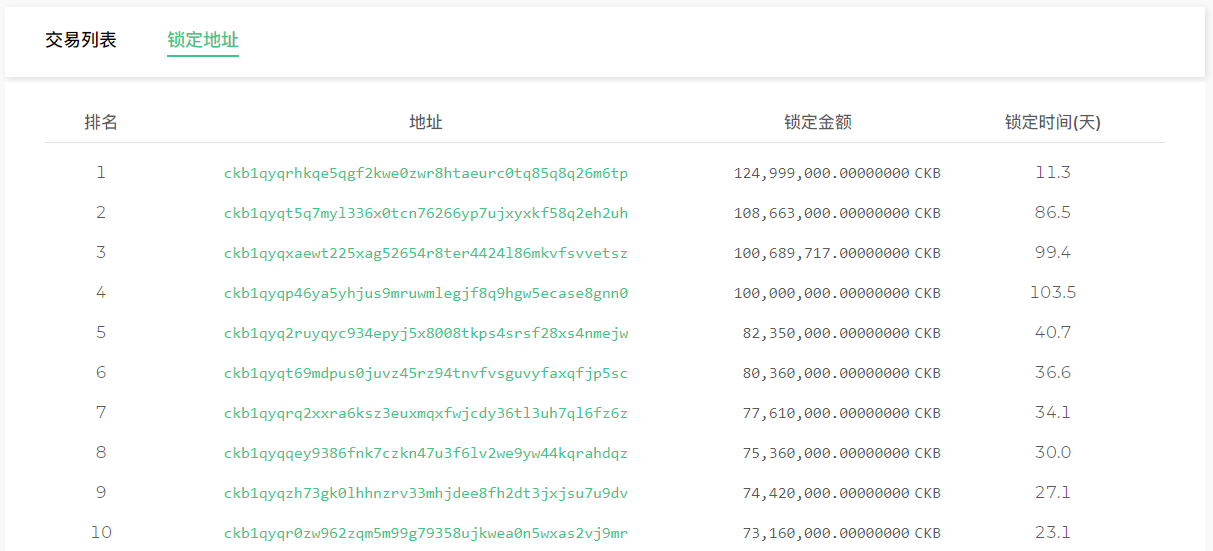 交易列表 锁定地址
排名 地址 锁定金额 锁定时间(天)
1 ckb1qyqrhkqe5qgf2kwe0zwr8htaeurc0tq85q8q26m6tp 124,999,000.00000000 CKB 11.3
2 ckb1qyqt5q7myl336x0tcn76266yp7ujxyxkf58q2eh2uh 108,663,000.00000000 CKB 86.5
3 ckb1qyqxaewt225xag52654r8ter4424l86mkvfsvvetsz 100,689,717.00000000 CKB 99.4
4 ckb1qyqp46ya5yhjus9mruwmlegjf8q9hgw5ecase8gnn0 100,000,000.00000000 CKB 103.5
5 ckb1qyq2ruyqyc934epyj5x8008tkps4srsf28xs4nmejw 82,350,000.00000000 CKB 40.7
6 ckb1qyqt69mdpus0juvz45rz94tnvfvsguvyfaxqfjp5sc 80,360,000.00000000 CKB 36.6
7 ckb1qyqrq2xxra6ksz3euxmqxfwjcdy36tl3uh7ql6fz6z 77,610,000.00000000 CKB 34.1
8 ckb1qyqqey9386fnk7czkn47u3f6lv2we9yw44kqrahdqz 75,360,000.00000000 CKB 30.0
9 ckb1qyqzh73gk0lhhnzrv33mhjdee8fh2dt3jxjsu7u9dv 74,420,000.00000000 CKB 27.1
10 ckb1qyqr0zw962zqm5m99g79358ujkwea0n5wxas2vj9mr 73,160,000.00000000 CKB 23.1